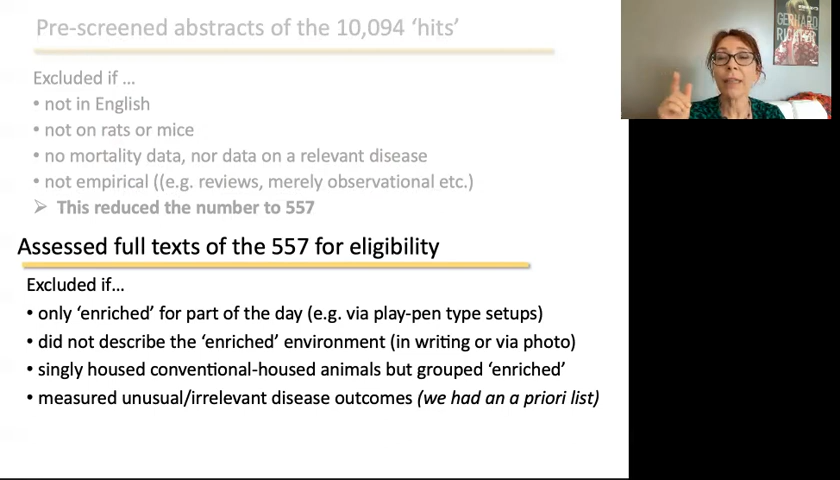 Pre-screened abstracts of the 10,094 ‘hits’
Excluded if …
• not in English
• not on rats or mice
• no mortality data, nor data on a relevant disease
• not empirical ((e.g. reviews, merely observational etc.)
➢ This reduced the number to 557
Assessed full texts of the 557 for eligibility
Excluded if…
• only ‘enriched’ for part of the day (e.g. via play-pen type setups)
• did not describe the ‘enriched’ environment (in writing or via photo)
• singly housed conventional-housed animals but grouped ‘enriched’
• measured unusual/irrelevant disease outcomes (we had an a priori list)
GERHARD
RICHTER